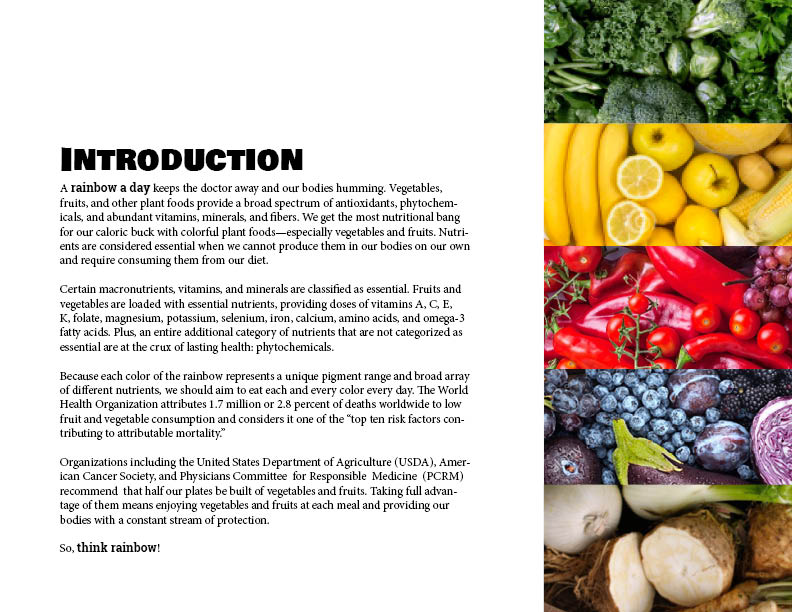 INTRODUCTION
A rainbow a day keeps the doctor away and our bodies humming. Vegetables,
fruits, and other plant foods provide a broad spectrum of antioxidants, phytochem-
icals, and abundant vitamins, minerals, and fibers. We get the most nutritional bang
for our caloric buck with colorful plant foods—especially vegetables and fruits. Nutri-
ents are considered essential when we cannot produce them in our bodies on our own
and require consuming them from our diet.
Certain macronutrients, vitamins, and minerals are classified as essential. Fruits and
vegetables are loaded with essential nutrients, providing doses of vitamins A, C, E,
K, folate, magnesium, potassium, selenium, iron, calcium, amino acids, and omega-3
fatty acids. Plus, an entire additional category of nutrients that are not categorized as
essential are at the crux of lasting health: phytochemicals.
Because each color of the rainbow represents a unique pigment range and broad array
of different nutrients, we should aim to eat each and every color every day. The World
Health Organization attributes 1.7 million or 2.8 percent of deaths worldwide to low
fruit and vegetable consumption and considers it one of the “top ten risk factors con-
tributing to attributable mortality.”
Organizations including the United States Department of Agriculture (USDA), Amer-
ican Cancer Society, and Physicians Committee for Responsible Medicine (PCRM)
recommend that half our plates be built of vegetables and fruits. Taking full advan-
tage of them means enjoying vegetables and fruits at each meal and providing our
bodies with a constant stream of protection.
So, think rainbow!